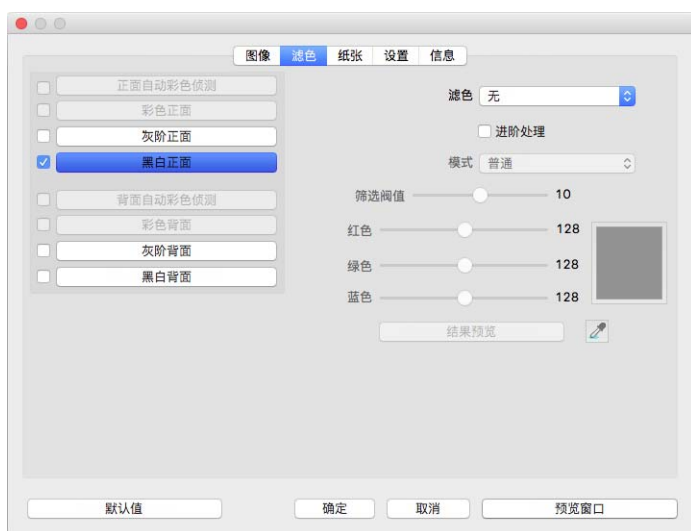 图像 滤色 纸张 设置 信息
正面自动彩色侦测
彩色正面
灰阶正面
黑白正面
背面自动彩色侦测
彩色背面
灰阶背面
黑白背面
滤色 无
进阶处理
模式 普通
筛选阀值 10
红色 128
绿色 128
蓝色 128
结果预览
默认值 确定 取消 预览窗口